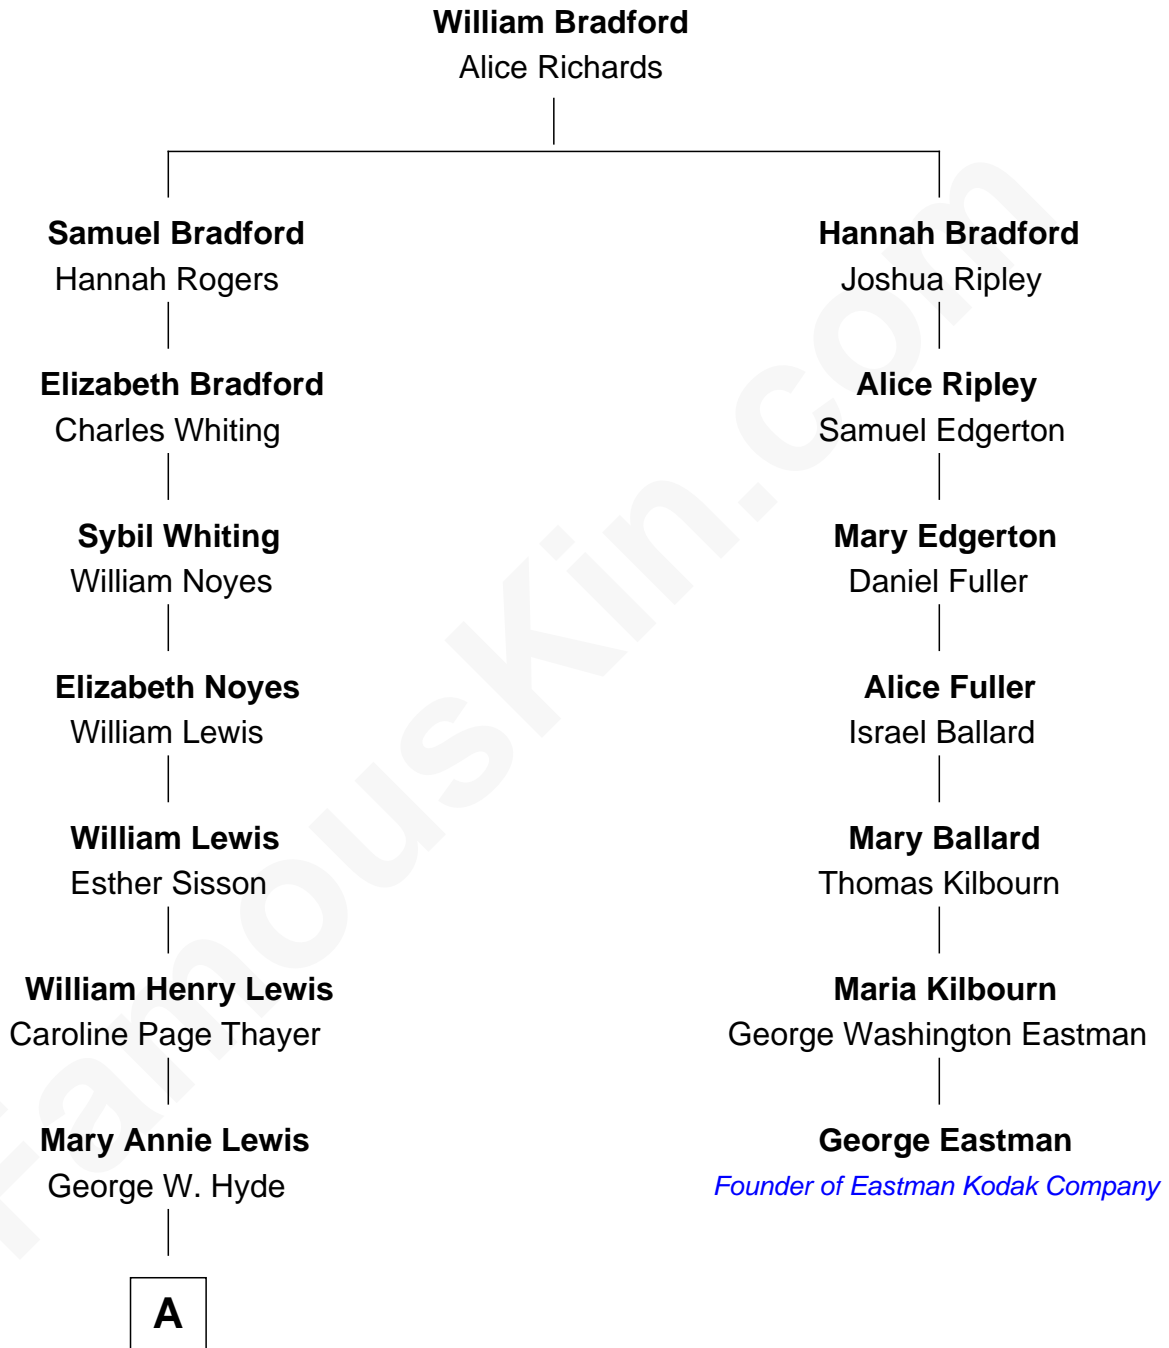 William Bradford
Alice Richards
Samuel Bradford
Hannah Rogers
Hannah Bradford
Joshua Ripley
Elizabeth Bradford
Charles Whiting
Alice Ripley
Samuel Edgerton
Sybil Whiting
William Noyes
Mary Edgerton
Daniel Fuller
Elizabeth Noyes
William Lewis
Alice Fuller
Israel Ballard
William Lewis
Esther Sisson
Mary Ballard
Thomas Kilbourn
William Henry Lewis
Caroline Page Thayer
Maria Kilbourn
George Washington Eastman
Mary Annie Lewis
George W. Hyde
George Eastman
Founder of Eastman Kodak Company
A
FamousKin.com